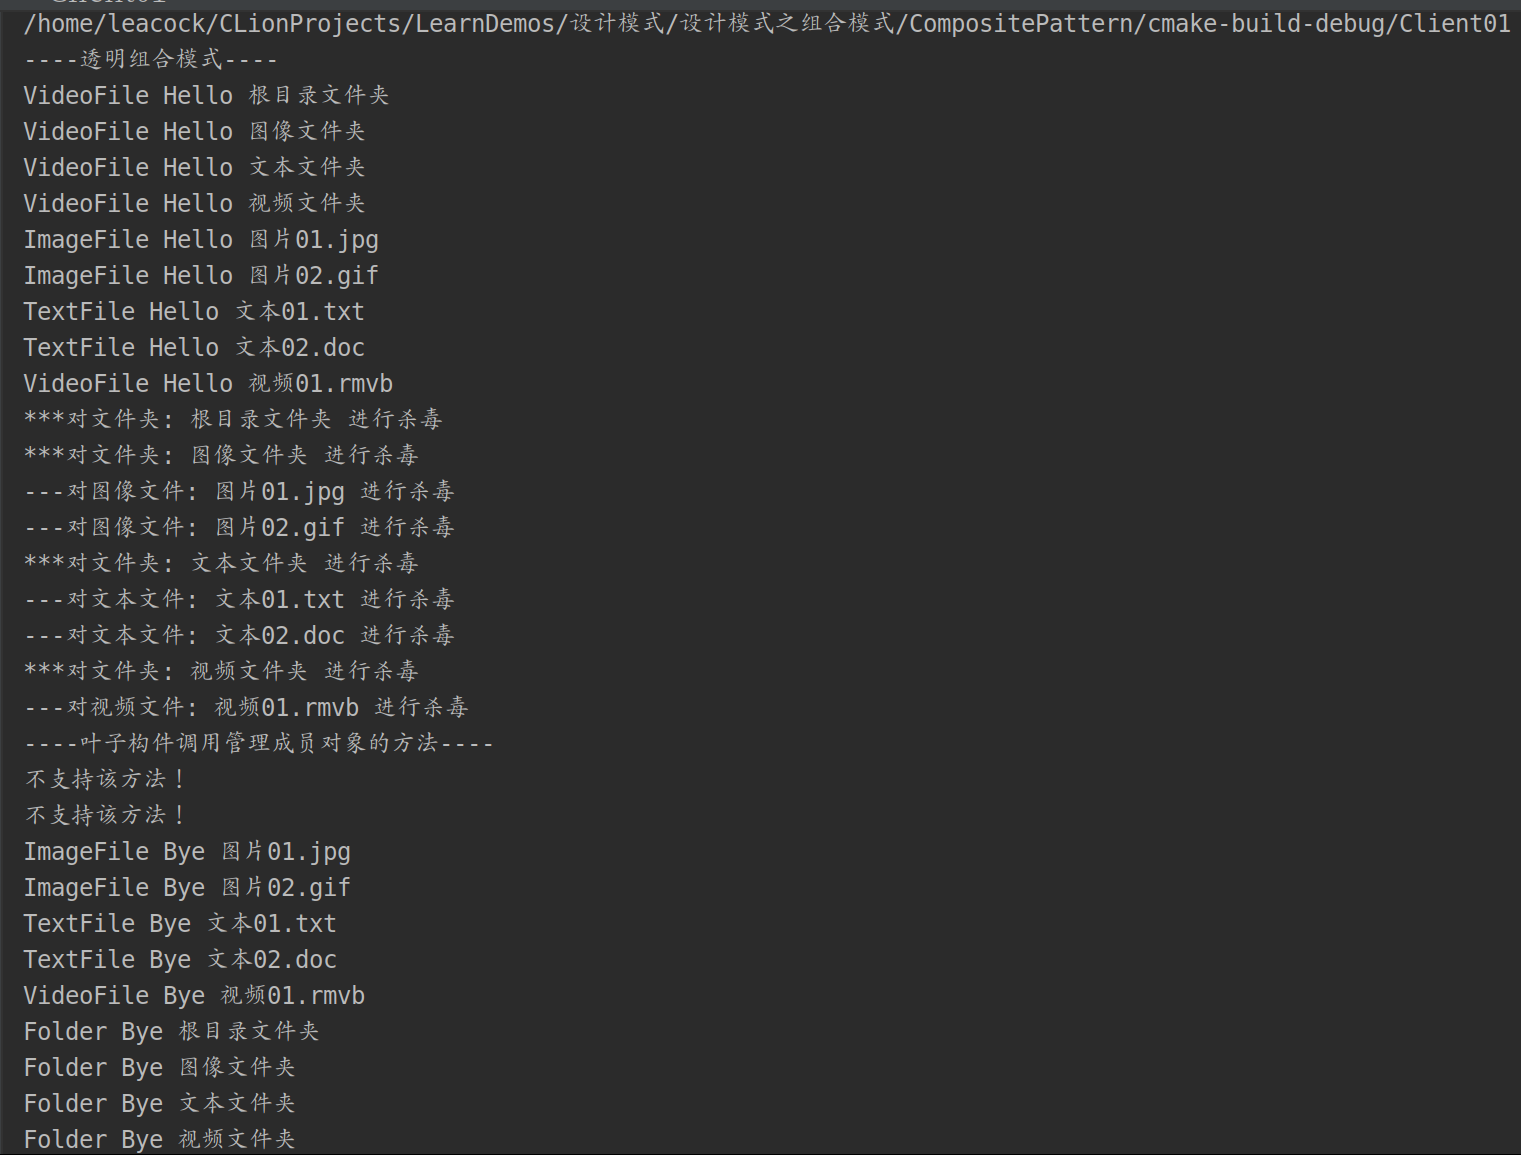 /home/leacock/CLionProjects/LearnDemos/设计模式/设计模式之组合模式/CompositePattern/cmake-build-debug/Client01
----透明组合模式----
VideoFile Hello 根目录文件夹
VideoFile Hello 图像文件夹
VideoFile Hello 文本文件夹
VideoFile Hello 视频文件夹
ImageFile Hello 图片01.jpg
ImageFile Hello 图片02.gif
TextFile Hello 文本01.txt
TextFile Hello 文本02.doc
VideoFile Hello 视频01.rmvb
***对文件夹: 根目录文件夹 进行杀毒
***对文件夹: 图像文件夹 进行杀毒
---对图像文件: 图片01.jpg 进行杀毒
---对图像文件: 图片02.gif 进行杀毒
***对文件夹: 文本文件夹 进行杀毒
---对文本文件: 文本01.txt 进行杀毒
---对文本文件: 文本02.doc 进行杀毒
***对文件夹: 视频文件夹 进行杀毒
---对视频文件: 视频01.rmvb 进行杀毒
----叶子构件调用管理成员对象的方法----
不支持该方法！
不支持该方法！
ImageFile Bye 图片01.jpg
ImageFile Bye 图片02.gif
TextFile Bye 文本01.txt
TextFile Bye 文本02.doc
VideoFile Bye 视频01.rmvb
Folder Bye 根目录文件夹
Folder Bye 图像文件夹
Folder Bye 文本文件夹
Folder Bye 视频文件夹